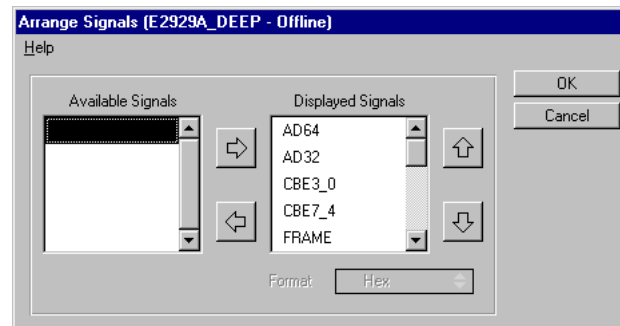 Arrange Signals (E2929A_DEEP - Offline)
Help
Available Signals
Displayed Signals
AD64
AD32
CBE3_0
CBE7_4
FRAME
Format
Hex
OK
Cancel